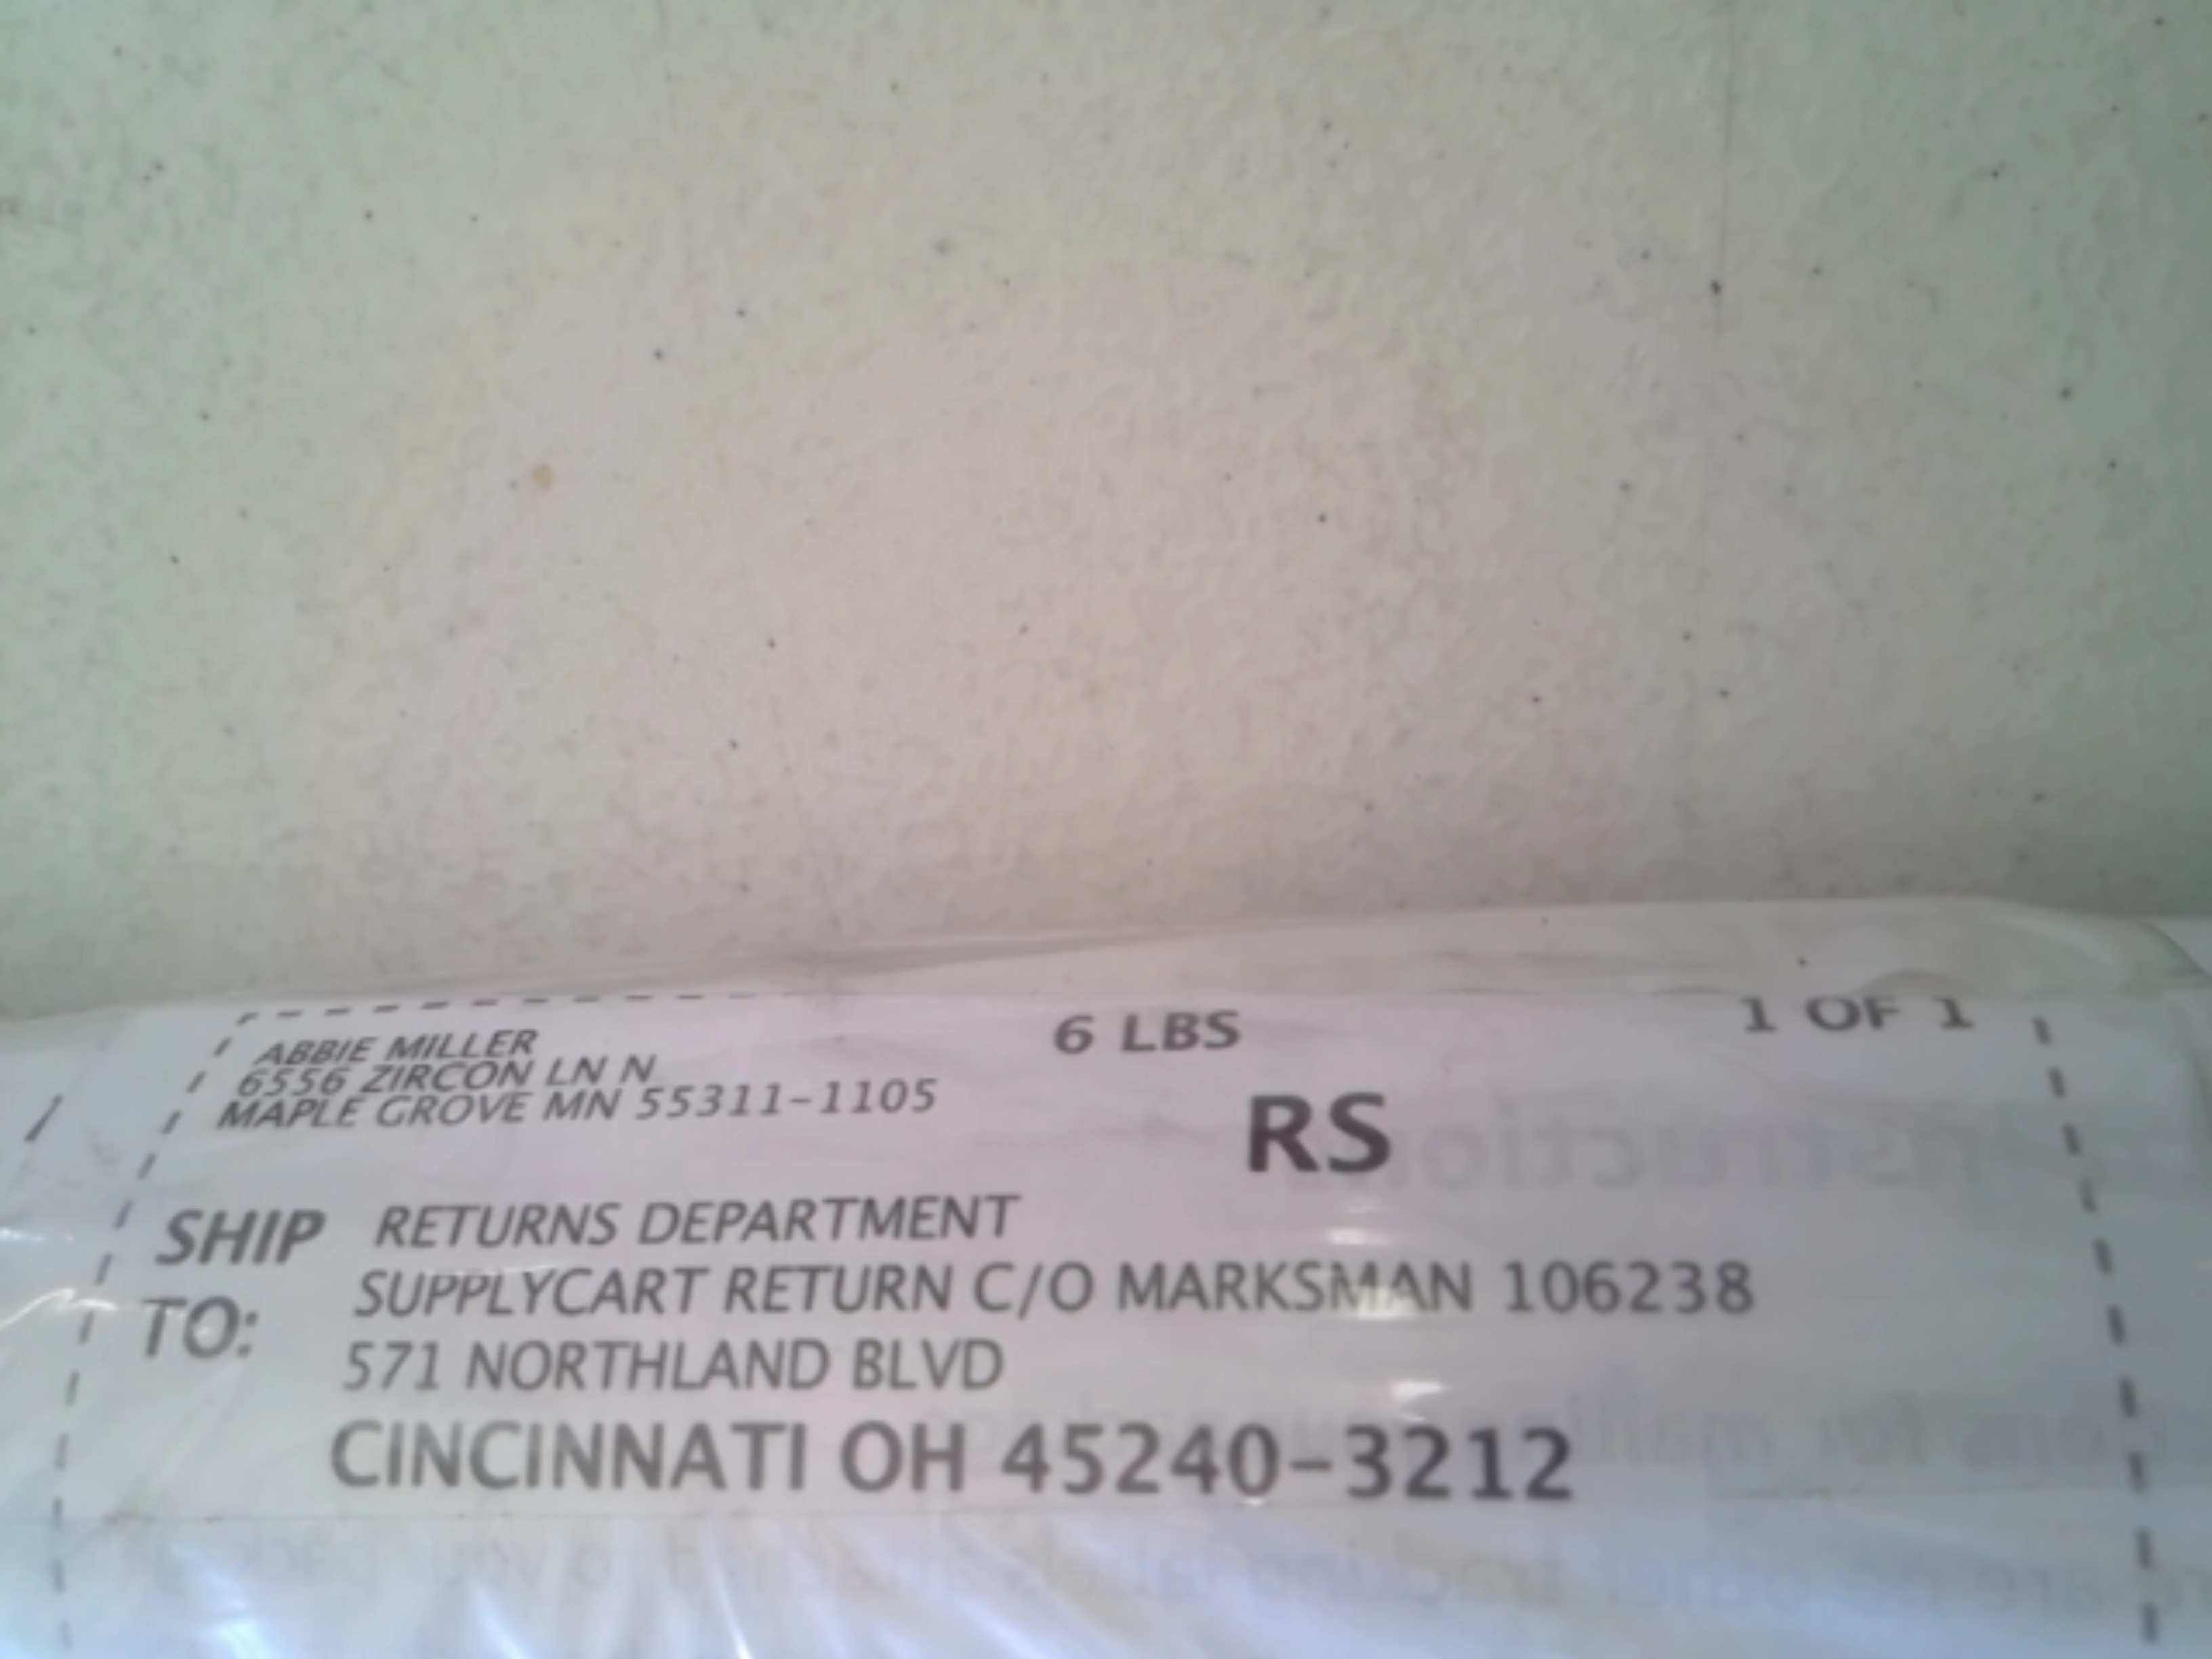 ABBIE MILLER
6556 ZIRCON LN N
MAPLE GROVE MN 55311-1105
6 LBS
1 OF 1
RS
SHIP TO:
RETURNS DEPARTMENT
SUPPLYCART RETURN C/O MARKSMAN 106238
571 NORTHLAND BLVD
CINCINNATI OH 45240-3212